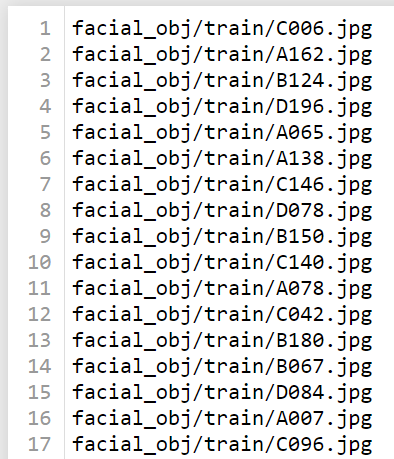 1 facial_obj/train/C006.jpg
2 facial_obj/train/A162.jpg
3 facial_obj/train/B124.jpg
4 facial_obj/train/D196.jpg
5 facial_obj/train/A065.jpg
6 facial_obj/train/A138.jpg
7 facial_obj/train/C146.jpg
8 facial_obj/train/D078.jpg
9 facial_obj/train/B150.jpg
10 facial_obj/train/C140.jpg
11 facial_obj/train/A078.jpg
12 facial_obj/train/C042.jpg
13 facial_obj/train/B180.jpg
14 facial_obj/train/B067.jpg
15 facial_obj/train/D084.jpg
16 facial_obj/train/A007.jpg
17 facial_obj/train/C096.jpg